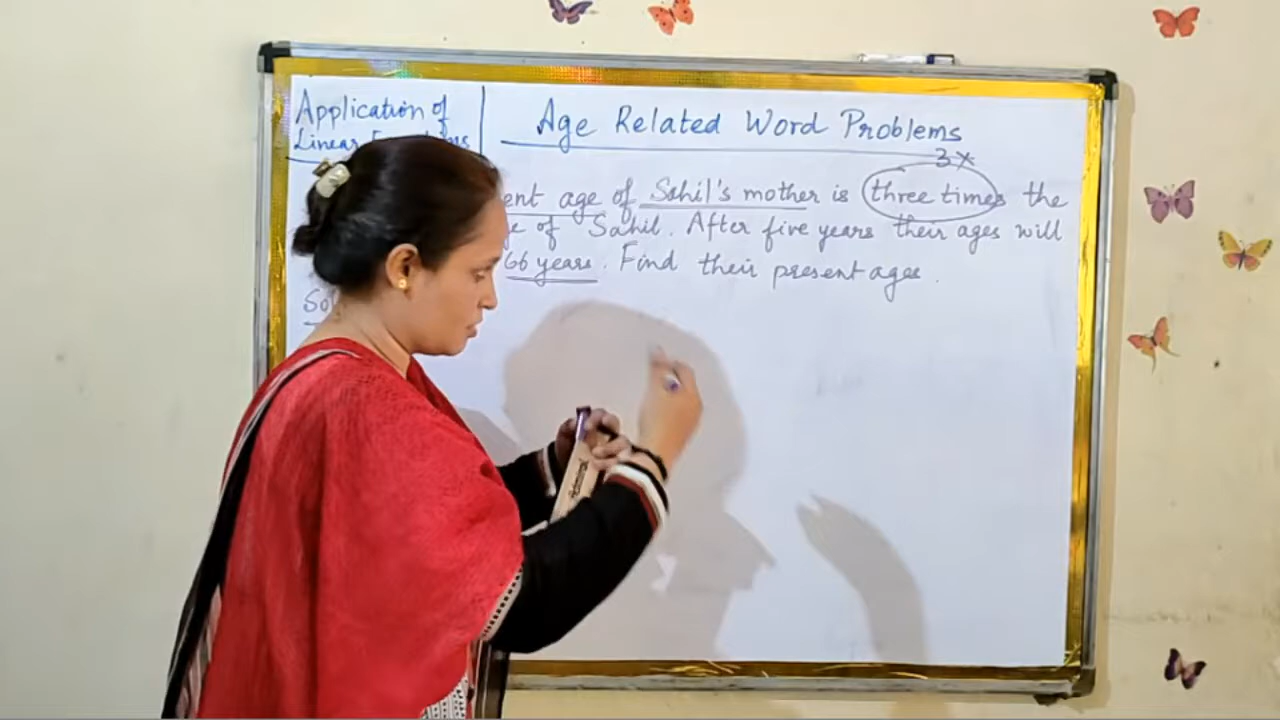 Application of
Linear
Age Related Word Problems
3x
ent age of Sahil's mother is three times the
of Sahil. After five years their ages will
66 years. Find their present ages.